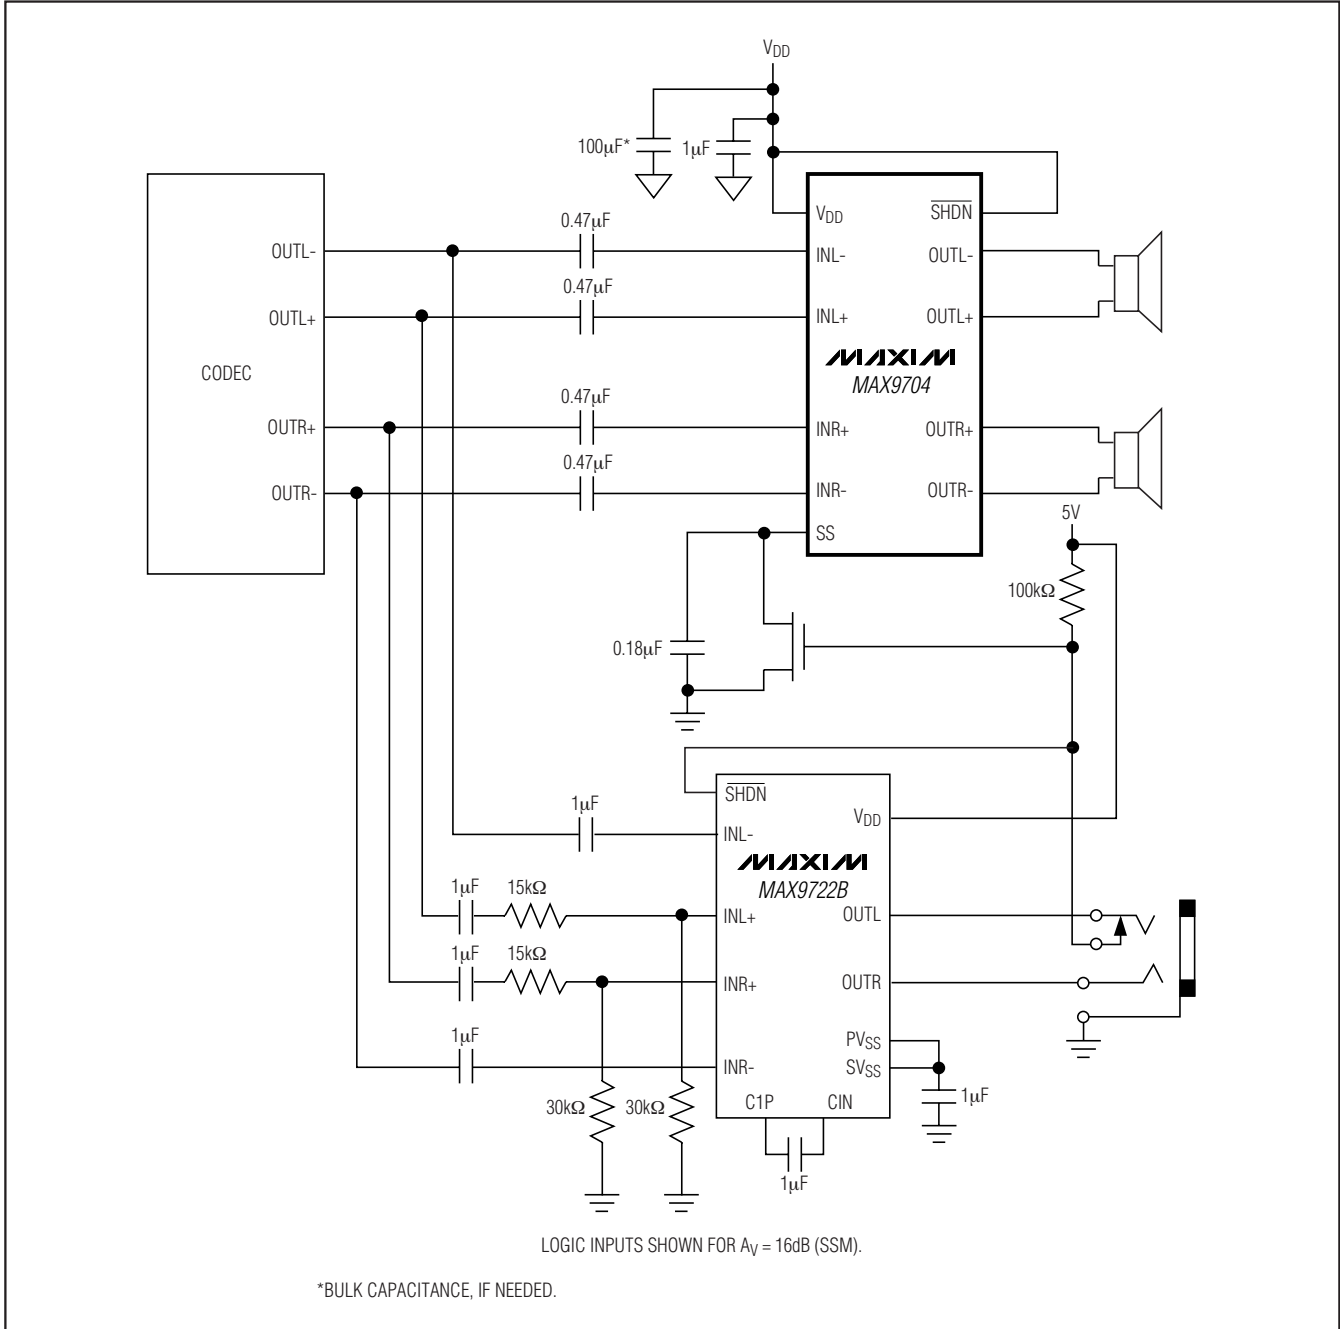 VDD
100µF*
1µF
VDD
SHDN
0.47µF
OUTL-
INL-
OUTL-
0.47µF
OUTL+
INL+
OUTL+
MAXIM
CODEC
MAX9704
0.47µF
OUTR+
INR+
OUTR+
0.47µF
OUTR-
INR-
OUTR-
5V
SS
100kΩ
0.18µF
SHDN
1µF
VDD
INL-
MAXIM
MAX9722B
1µF
15kΩ
INL+
OUTL
1µF
15kΩ
INR+
OUTR
1µF
PVSS
INR-
SVSS
1µF
30kΩ
30kΩ
C1P
CIN
1µF
LOGIC INPUTS SHOWN FOR AV = 16dB (SSM).
*BULK CAPACITANCE, IF NEEDED.